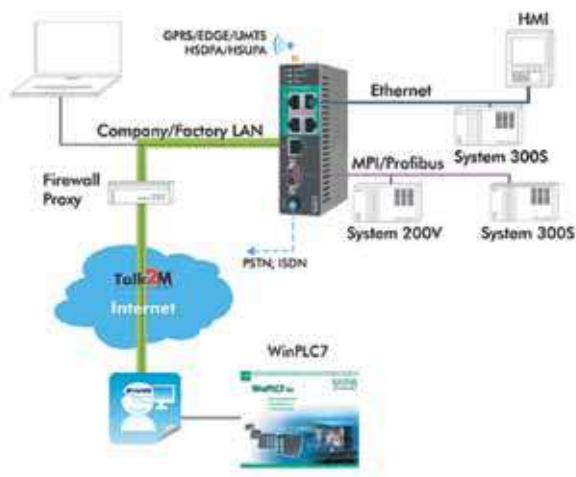 GPRS/EDGE/UMTS
HSDPA/HSUPA
HMI
Ethernet
System 300S
Company/Factory LAN
MPI/Profibus
Firewall
Proxy
System 200V
System 300S
PSTN, ISDN
Talk2M
Internet
WinPLC7
WinPLC7